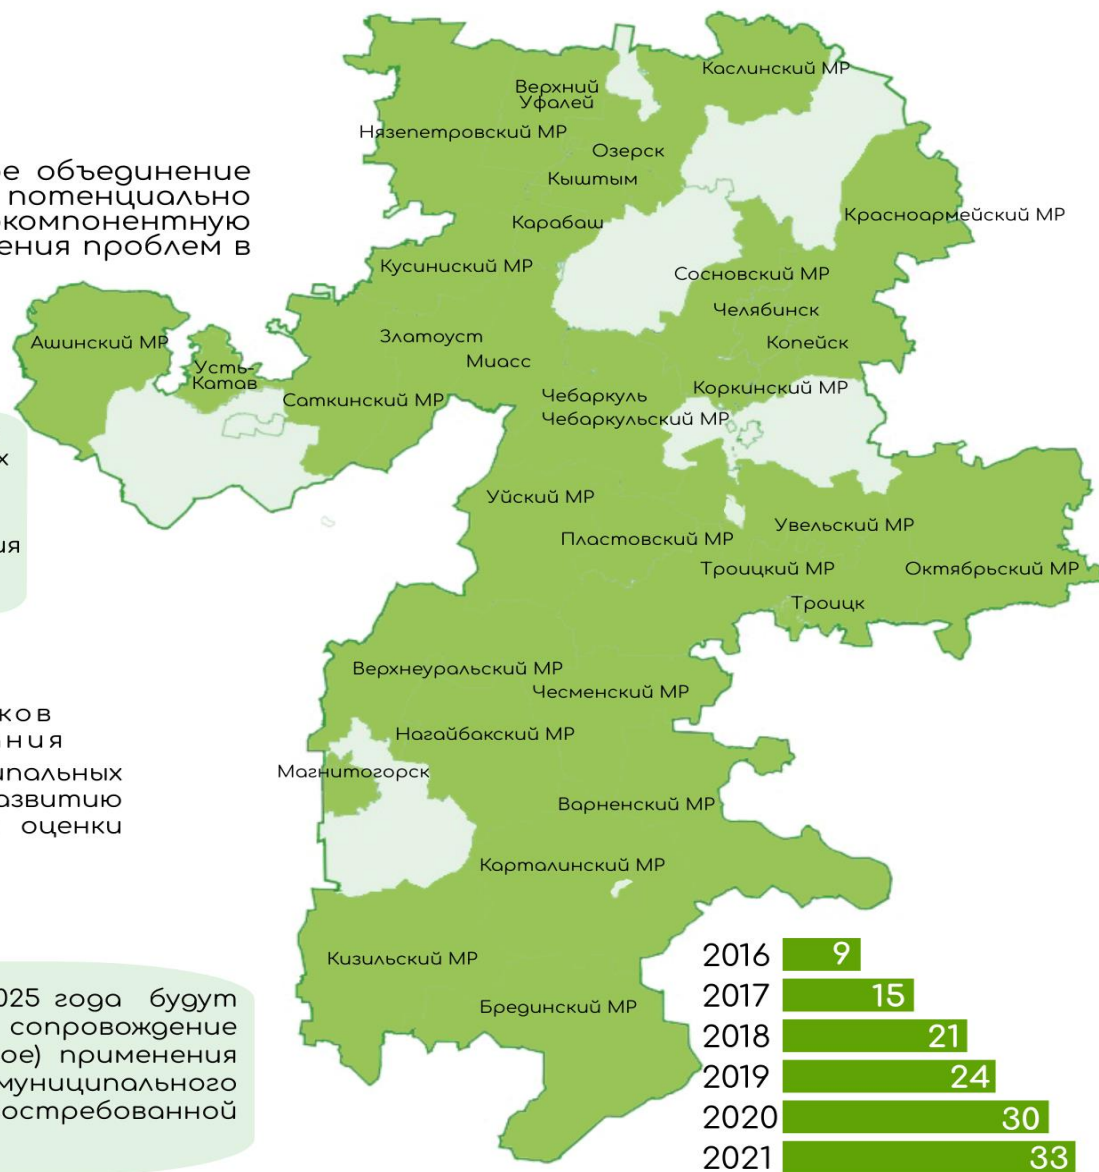 е объединение
потенциально
компонентную
ения проблем в
х
ия
ков
ания
ипальных
азвитию
оценки
025 года будут
сопровождение
ое) применения
муниципального
остребованной
Каслинский МР
Верхний
Уфалей
Нязепетровский МР
Озерск
Кыштым
Карабаш
Красноармейский МР
Кусиниский МР
Сосновский МР
Челябинск
Ашинский МР
Златоуст
Копейск
Миасс
Усть-
Катав
Саткинский МР
Чебаркуль
Коркинский МР
Чебаркульский МР
Уйский МР
Увельский МР
Пластовский МР
Троицкий МР
Октябрьский МР
Троицк
Верхнеуральский МР
Чесменский МР
Нагайбакский МР
Магнитогорск
Варненский МР
Карталинский МР
Кизильский МР
Брединский МР
2016 9
2017 15
2018 21
2019 24
2020 30
2021 33